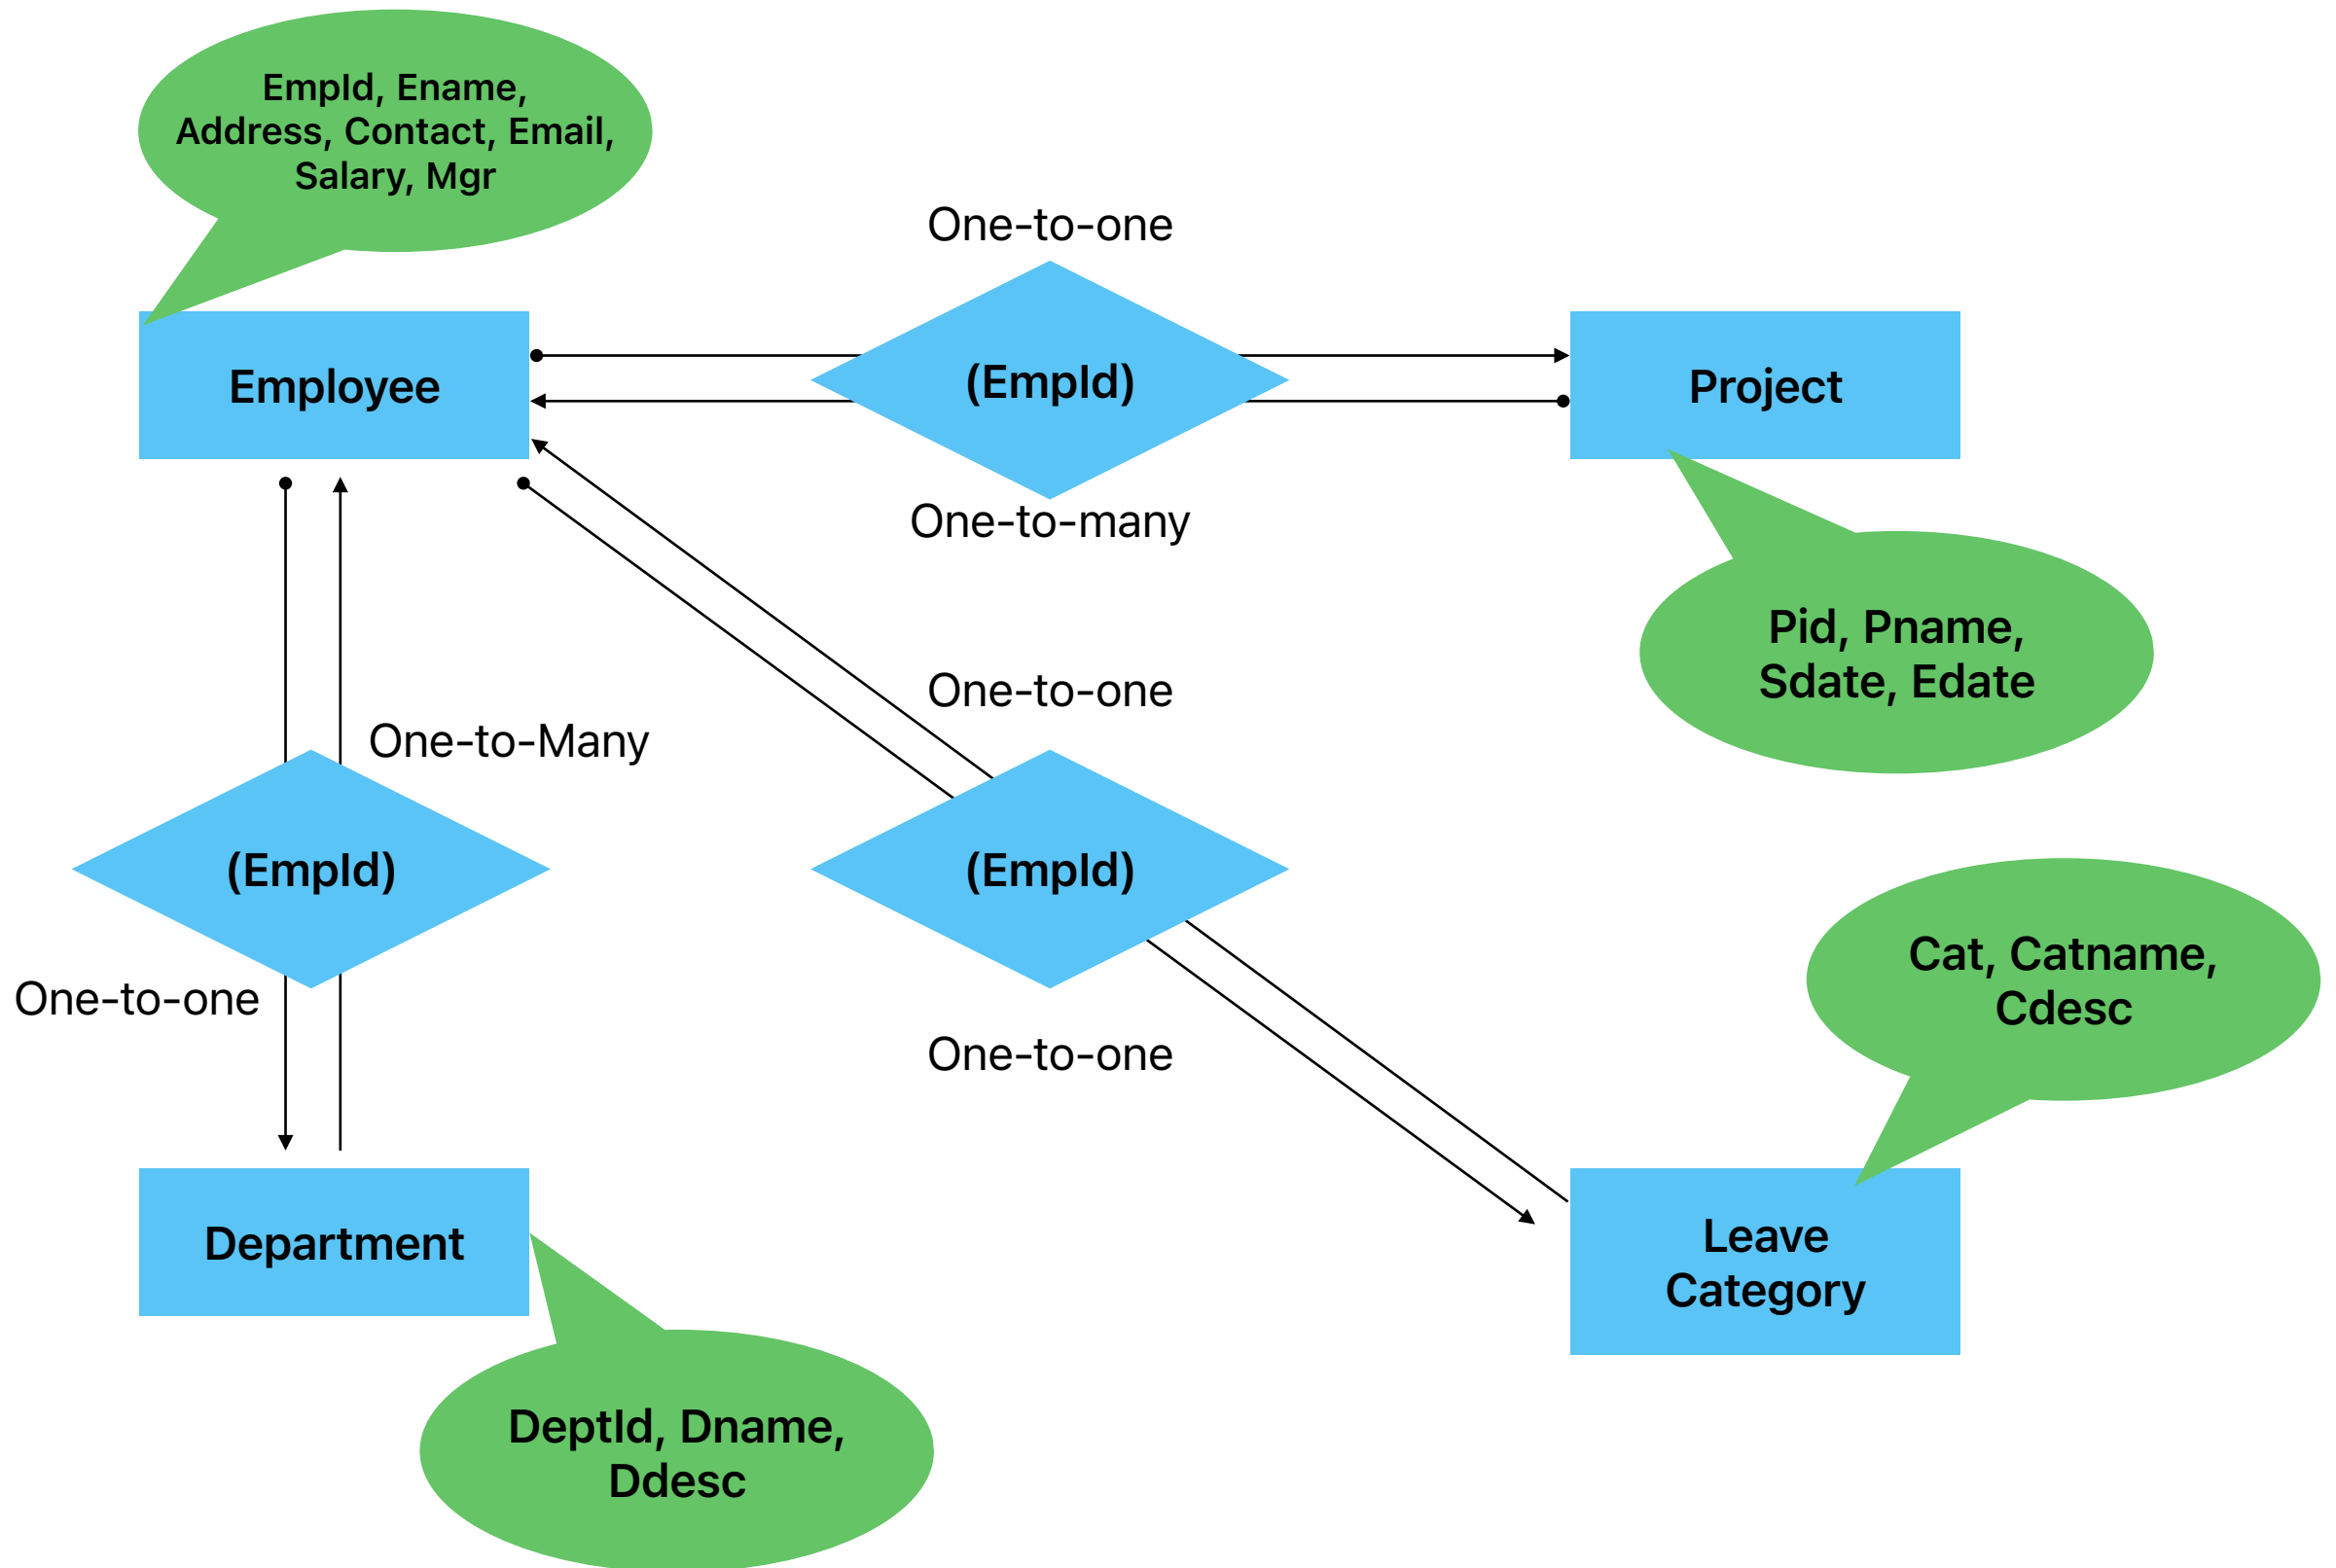 EmpId, Ename,
Address, Contact, Email,
Salary, Mgr
One-to-one
Employee
(EmpId)
Project
One-to-many
Pid, Pname,
Sdate, Edate
One-to-one
One-to-Many
(EmpId)
(EmpId)
Cat, Catname,
Cdesc
One-to-one
One-to-one
Department
Leave
Category
DeptId, Dname,
Ddesc